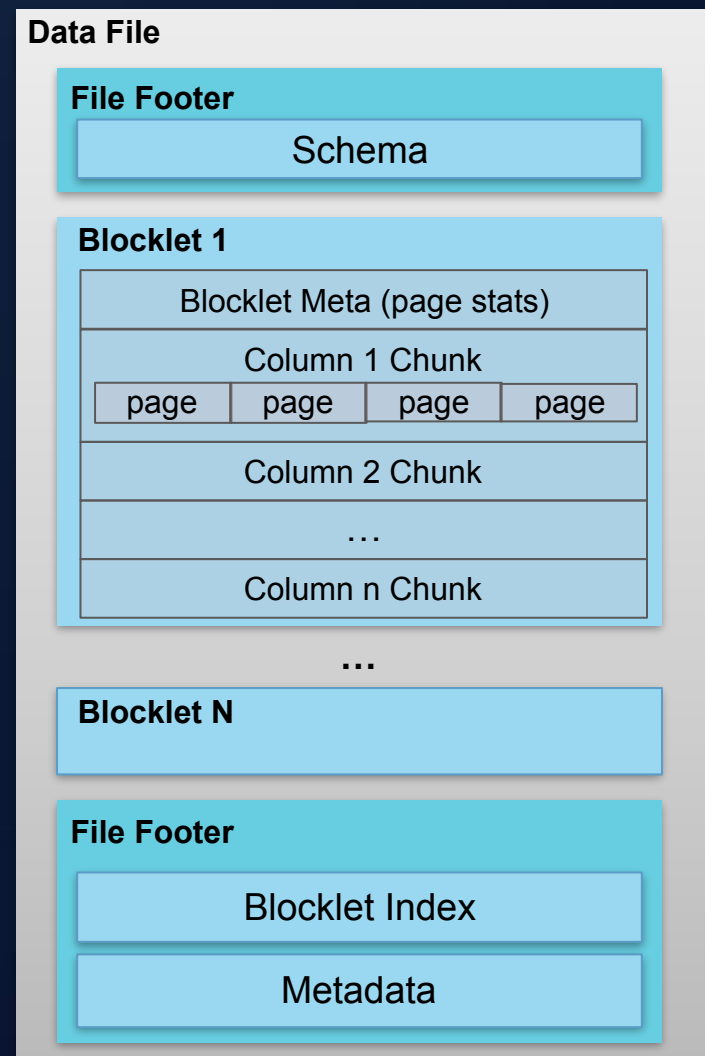 Data File
File Footer
Schema
Blocklet 1
Blocklet Meta (page stats)
Column 1 Chunk
page page page page
Column 2 Chunk
…
Column n Chunk
…
Blocklet N
File Footer
Blocklet Index
Metadata